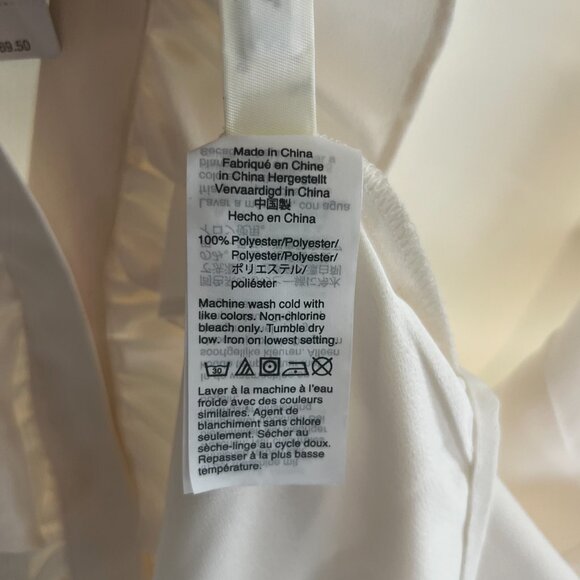 89.50
Made in China
Fabriqué en Chine
in China Hergestellt
Vervaardigd in China
中国製
Hecho en China
100% Polyester/Polyester/
Polyester/Polyester/
ポリエステル/
poliéster
Machine wash cold with
like colors. Non-chlorine
bleach only. Tumble dry
low. Iron on lowest setting.
30
Laver à la machine à l'eau
froide avec des couleurs
similaires. Agent de
blanchiment sans chlore
seulement. Sécher au
sèche-linge au cycle doux.
Repasser à la plus basse
température.